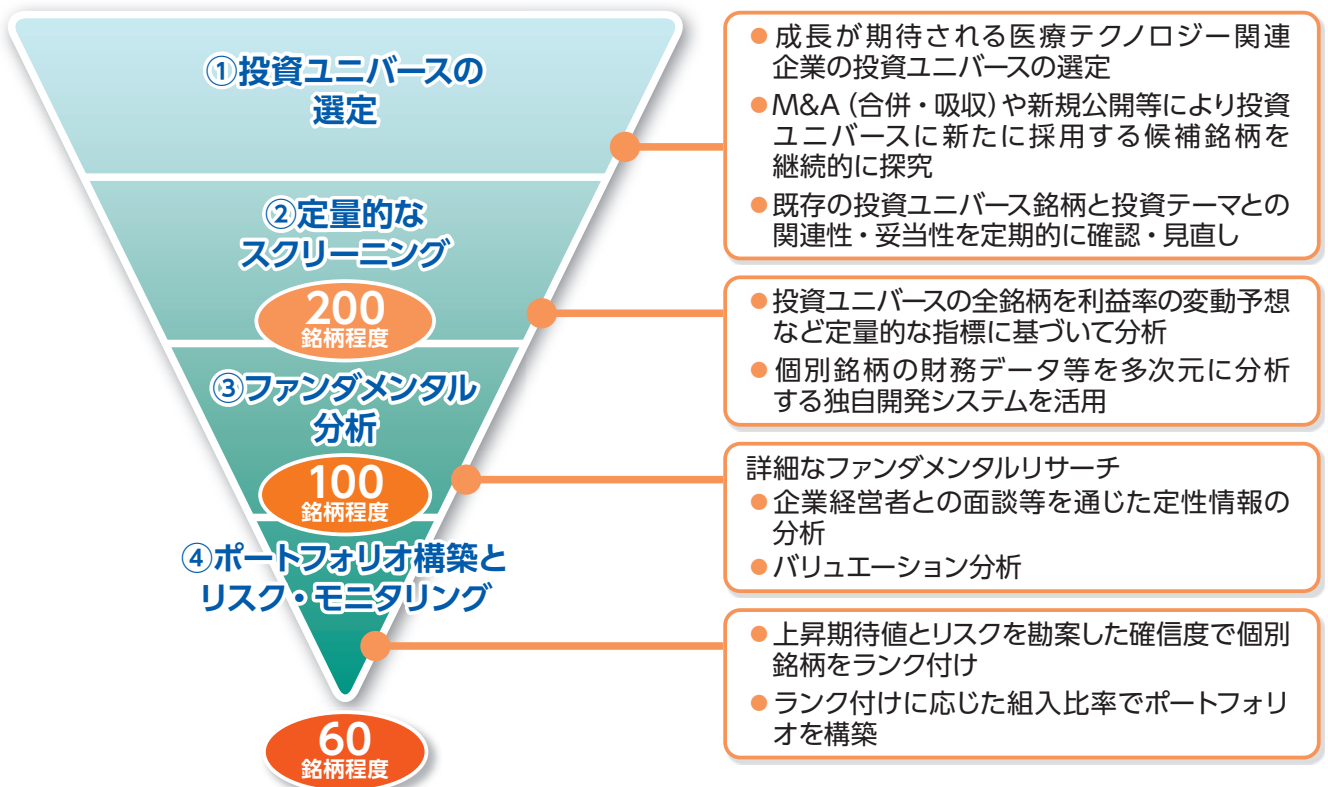 ①投資ユニバースの
選定
②定量的な
スクリーニング
200
銘柄程度
③ファンダメンタル
分析
100
銘柄程度
④ポートフォリオ構築と
リスク・モニタリング
60
銘柄程度
●成長が期待される医療テクノロジー関連
企業の投資ユニバースの選定
●M&A（合併・吸収）や新規公開等により投資
ユニバースに新たに採用する候補銘柄を
継続的に探究
●既存の投資ユニバース銘柄と投資テーマとの
関連性・妥当性を定期的に確認・見直し
●投資ユニバースの全銘柄を利益率の変動予想
など定量的な指標に基づいて分析
●個別銘柄の財務データ等を多次元に分析
する独自開発システムを活用
詳細なファンダメンタルリサーチ
●企業経営者との面談等を通じた定性情報の
分析
●バリュエーション分析
●上昇期待値とリスクを勘案した確信度で個別
銘柄をランク付け
●ランク付けに応じた組入比率でポートフォリ
オを構築